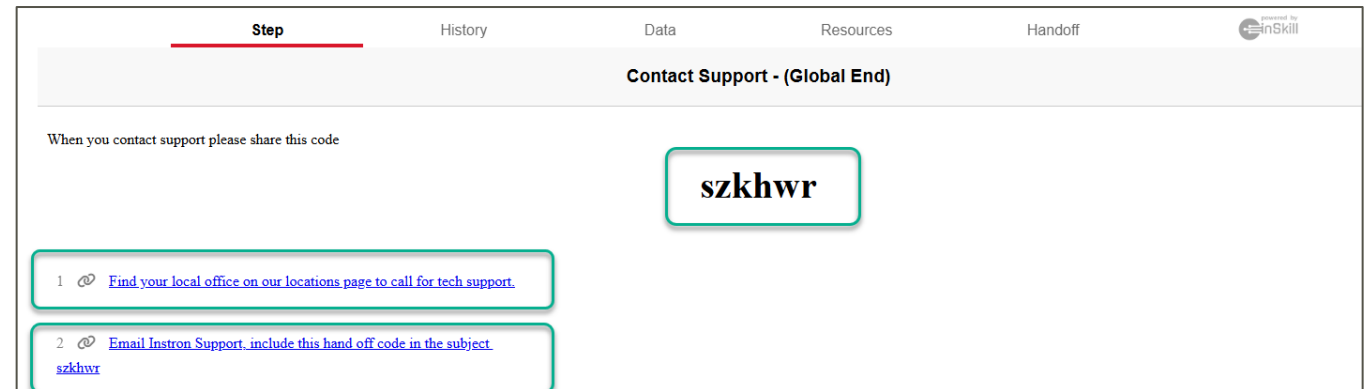 Step History Data Resources Handoff powered by inSkill
Contact Support - (Global End)
When you contact support please share this code
szkhwr
1 Find your local office on our locations page to call for tech support.
2 Email Instron Support, include this hand off code in the subject
szkhwr